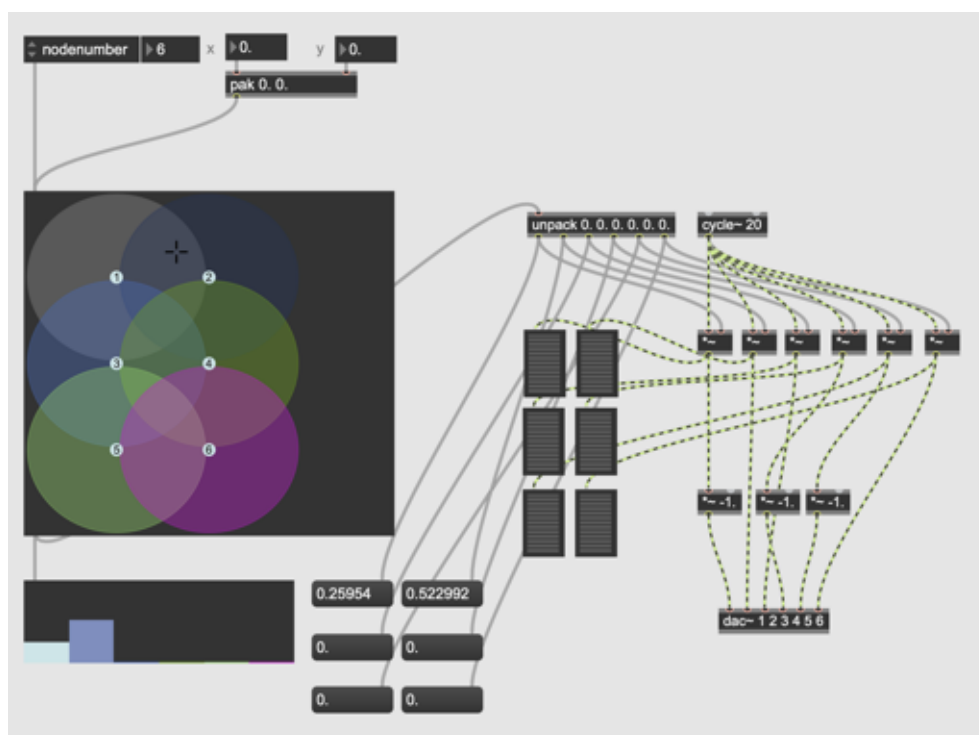 nodenumber 6 x 0. y 0.
pak 0. 0.
unpack 0. 0. 0. 0. 0. 0.
cycle~ 20
1 2
3 4
5 6
*~ *~ *~ *~ *~ *~
*~ -1. *~ -1. *~ -1.
0.25954 0.522992
0. 0.
0. 0.
dac~ 1 2 3 4 5 6